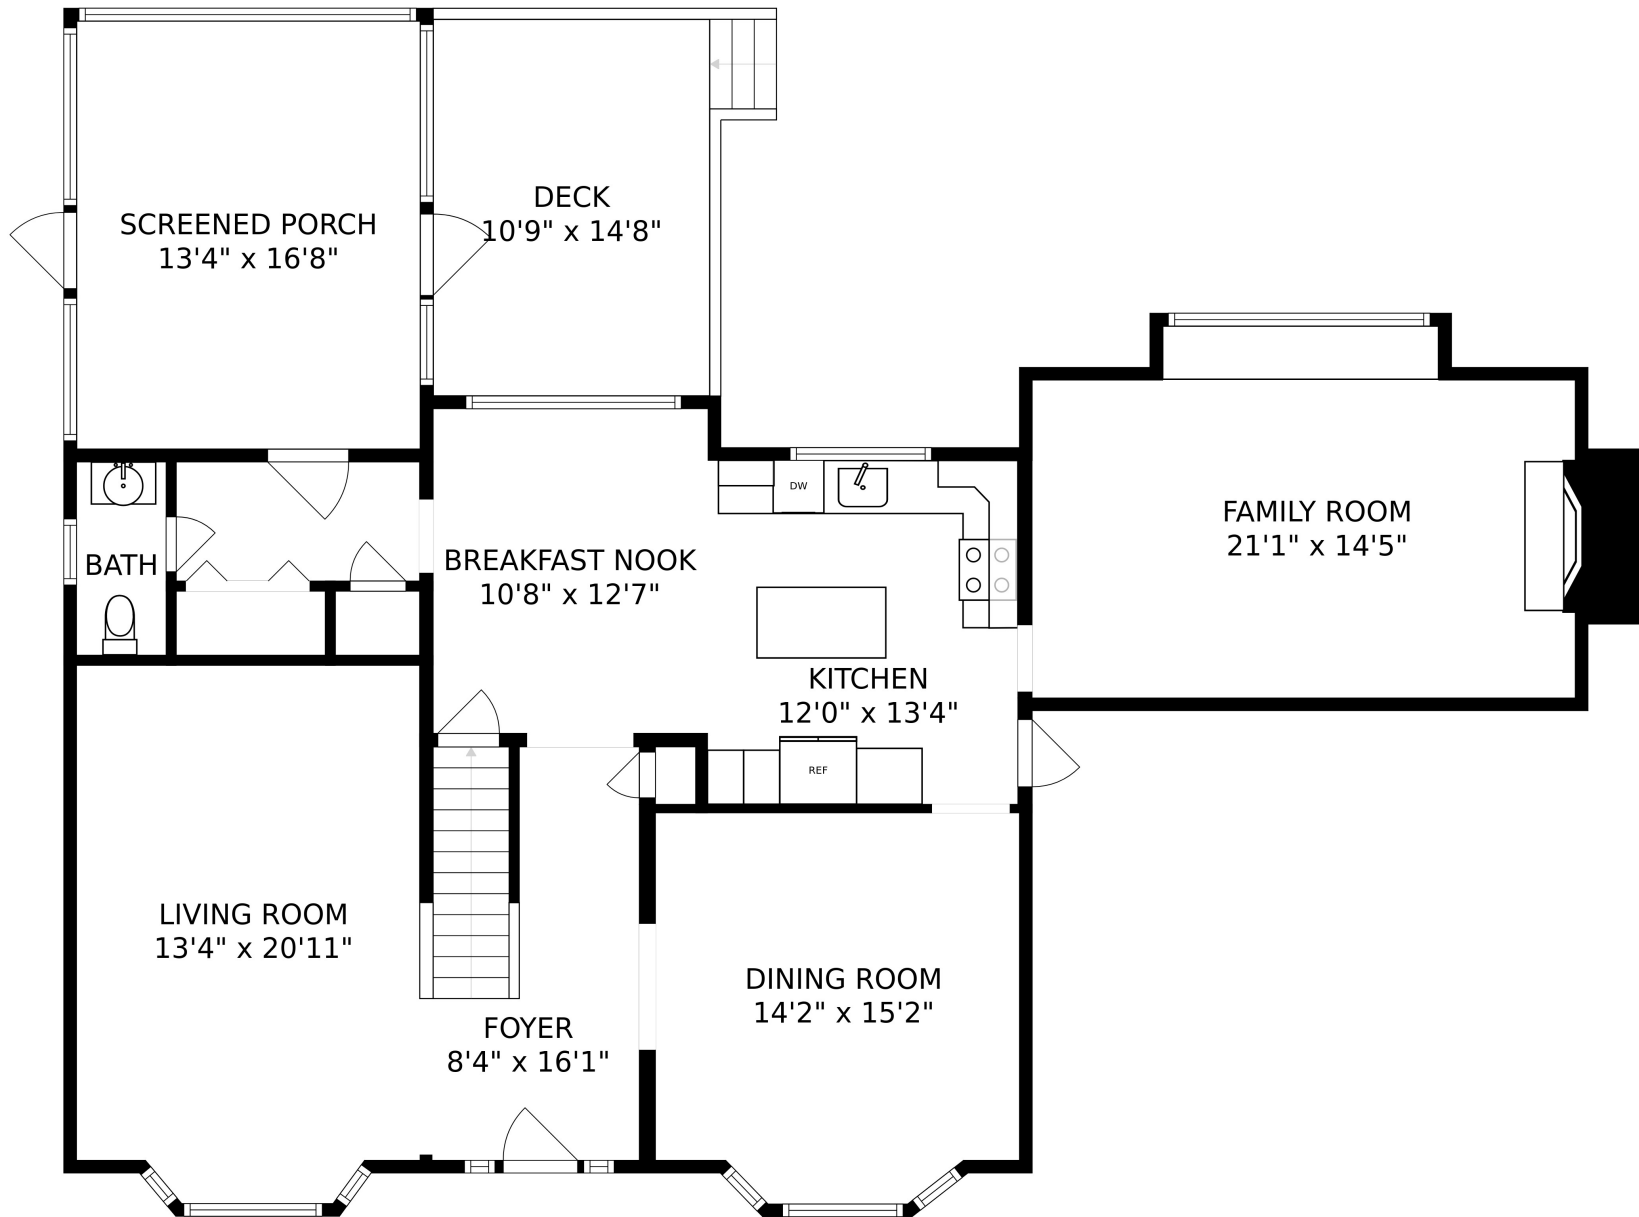 DECK
10'9" x 14'8"
SCREENED PORCH
13'4" x 16'8"
DW
FAMILY ROOM
21'1" x 14'5"
BATH
BREAKFAST NOOK
10'8" x 12'7"
KITCHEN
12'0" x 13'4"
REF
LIVING ROOM
13'4" x 20'11"
DINING ROOM
14'2" x 15'2"
FOYER
8'4" x 16'1"